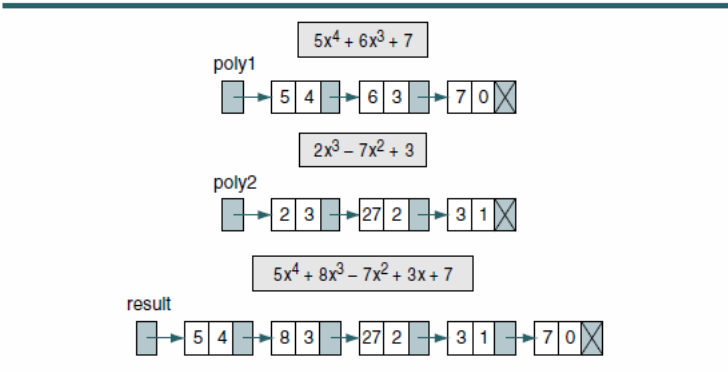 5x⁴ + 6x³ + 7
poly1
5 4 6 3 7 0
2x³ – 7x² + 3
poly2
2 3 27 2 3 1
5x⁴ + 8x³ – 7x² + 3x + 7
result
5 4 8 3 27 2 3 1 7 0